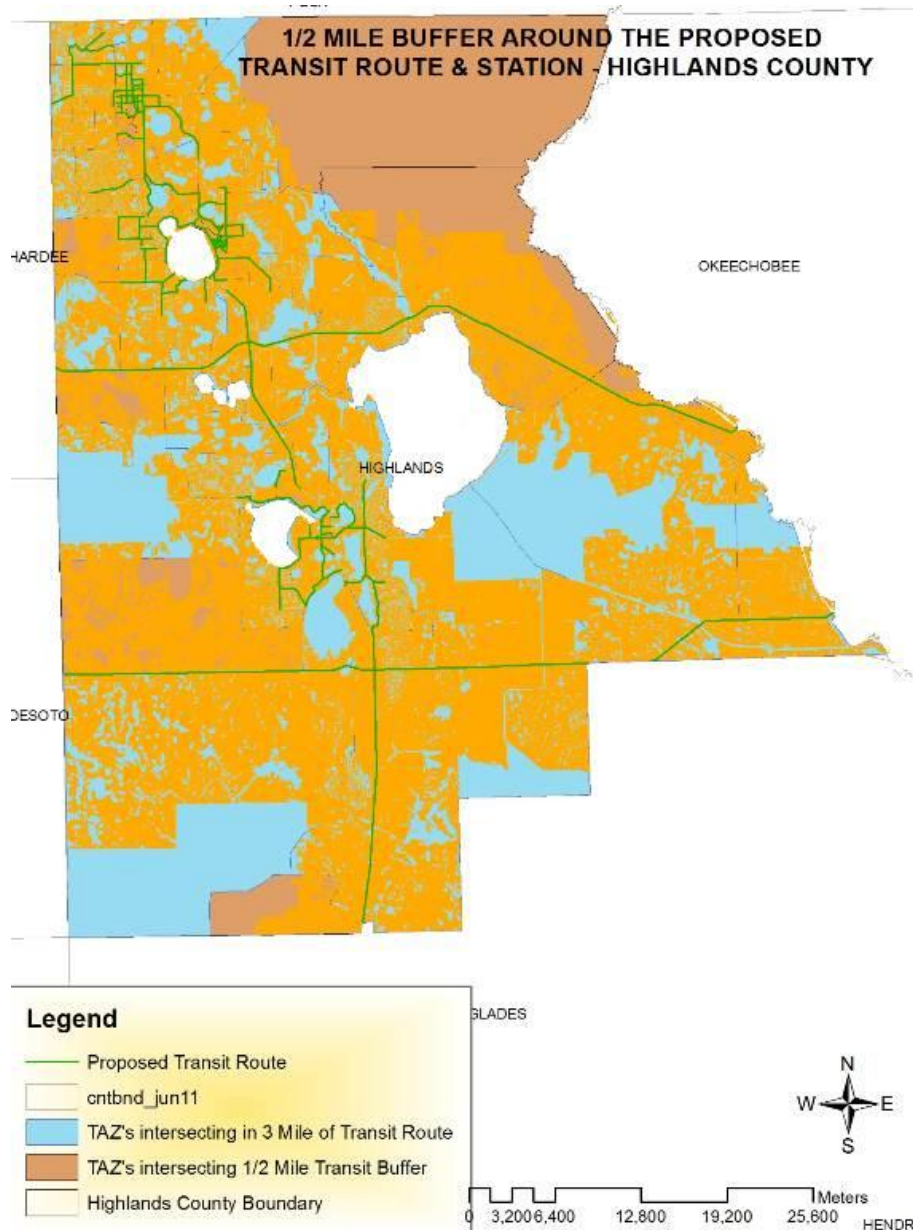 1/2 MILE BUFFER AROUND THE PROPOSED
TRANSIT ROUTE & STATION - HIGHLANDS COUNTY
HARDEE
OKEECHOBEE
HIGHLANDS
DESOTO
GLADES
Legend
Proposed Transit Route
cntbnd_jun11
TAZ's intersecting in 3 Mile of Transit Route
TAZ's intersecting 1/2 Mile Transit Buffer
Highlands County Boundary
N
W E
S
Meters
0 3,200 6,400 12,800 19,200 25,600
HENDR